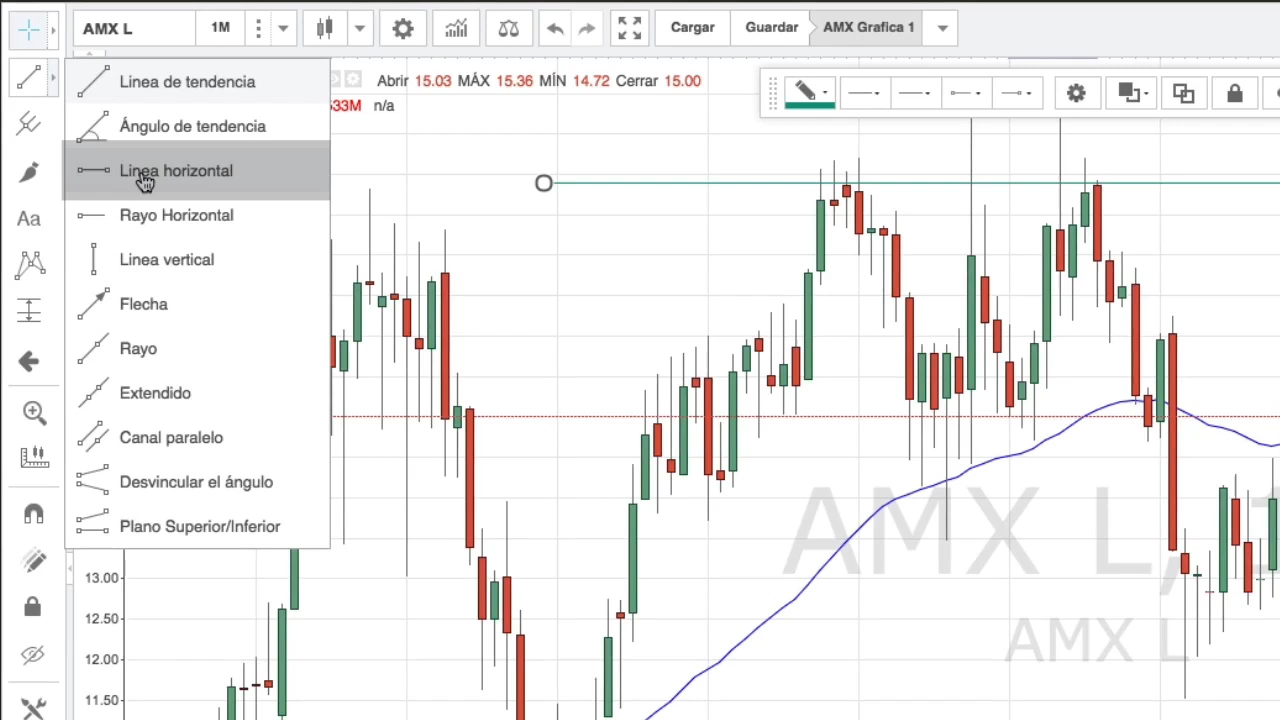 AMX L 1M Cargar Guardar AMX Grafica 1
Abrir 15.03 MÁX 15.36 MÍN 14.72 Cerrar 15.00
33M n/a
Linea de tendencia
Ángulo de tendencia
Linea horizontal
Rayo Horizontal
Linea vertical
Flecha
Rayo
Extendido
Canal paralelo
Desvincular el ángulo
Plano Superior/Inferior
Aa
13.00
12.50
12.00
11.50
AMX L, 1
AMX L